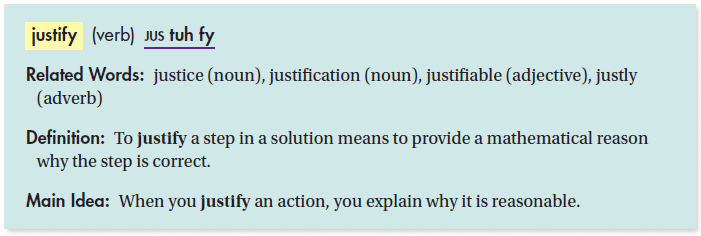 justify (verb) JUS tuh fy
Related Words: justice (noun), justification (noun), justifiable (adjective), justly
(adverb)
Definition: To justify a step in a solution means to provide a mathematical reason
why the step is correct.
Main Idea: When you justify an action, you explain why it is reasonable.